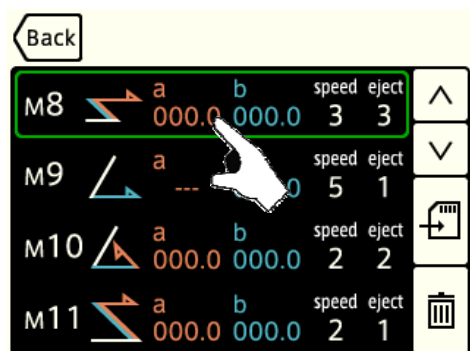 Back
a b speed eject
M8 000.0 000.0 3 3
a speed eject
M9 --- 0 5 1
a b speed eject
M10 000.0 000.0 2 2
a b speed eject
M11 000.0 000.0 2 1